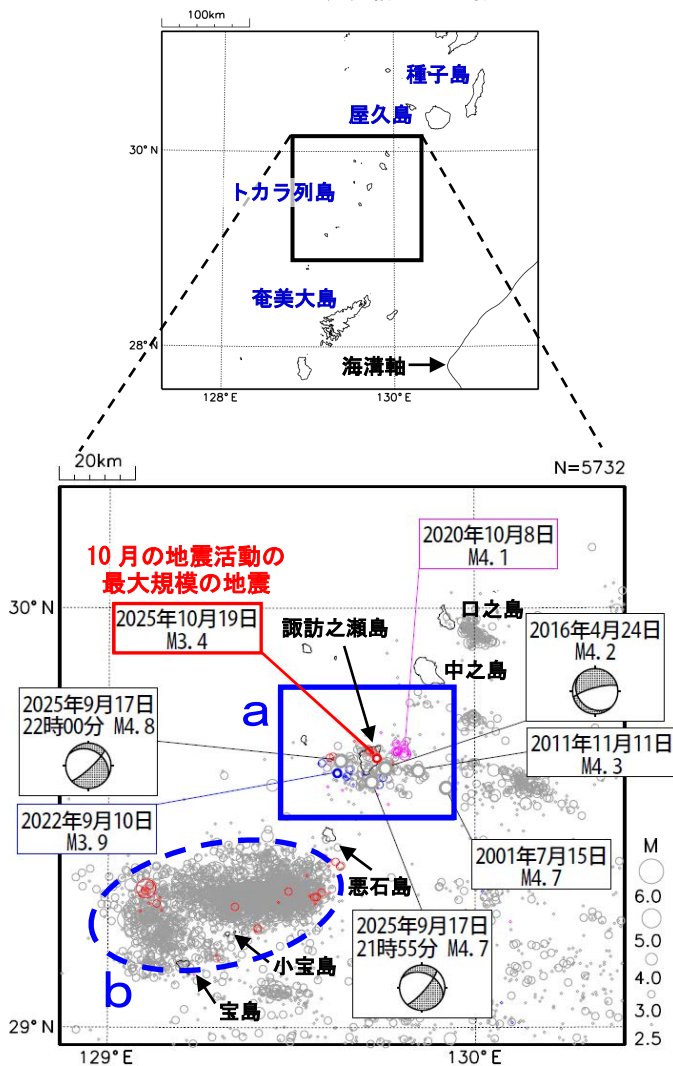 100km
種子島
屋久島
30°N
トカラ列島
奄美大島
28°N
海溝軸
128°E
130°E
20km
N=5732
10月の地震活動の
最大規模の地震
2020年10月8日
M4.1
30°N
2025年10月19日
M3.4
諏訪之瀬島
口之島
2016年4月24日
M4.2
中之島
a
2025年9月17日
22時00分 M4.8
2011年11月11日
M4.3
2022年9月10日
M3.9
2001年7月15日
M4.7
悪石島
2025年9月17日
21時55分 M4.7
小宝島
b
宝島
M
6.0
5.0
4.0
3.0
2.5
29°N
129°E
130°E